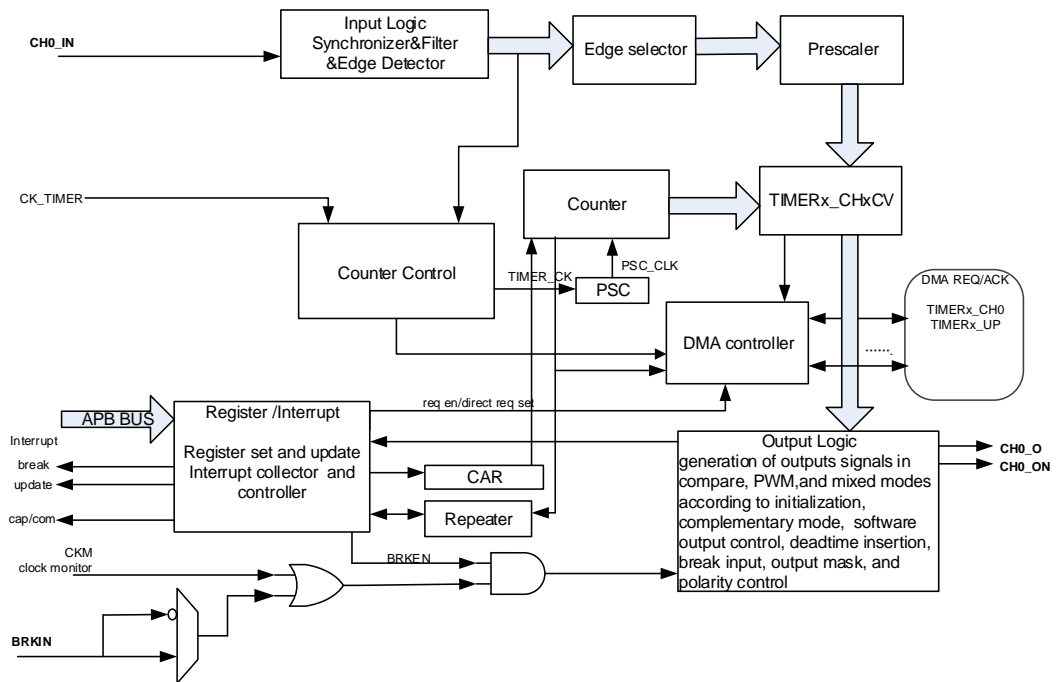 CH0_IN
Input Logic
Synchronizer&Filter
&Edge Detector
Edge selector
Prescaler
CK_TIMER
Counter
TIMERx_CHxCV
Counter Control
TIMER_CK
PSC_CLK
PSC
DMA REQ/ACK
TIMERx_CH0
TIMERx_UP
.......
DMA controller
APB BUS
Register /Interrupt
Register set and update
Interrupt collector and
controller
req en/direct req set
Interrupt
break
update
cap/com
CAR
Repeater
Output Logic
generation of outputs signals in
compare, PWM,and mixed modes
according to initialization,
complementary mode, software
output control, deadtime insertion,
break input, output mask, and
polarity control
CH0_O
CH0_ON
CKM
clock monitor
BRKEN
BRKIN